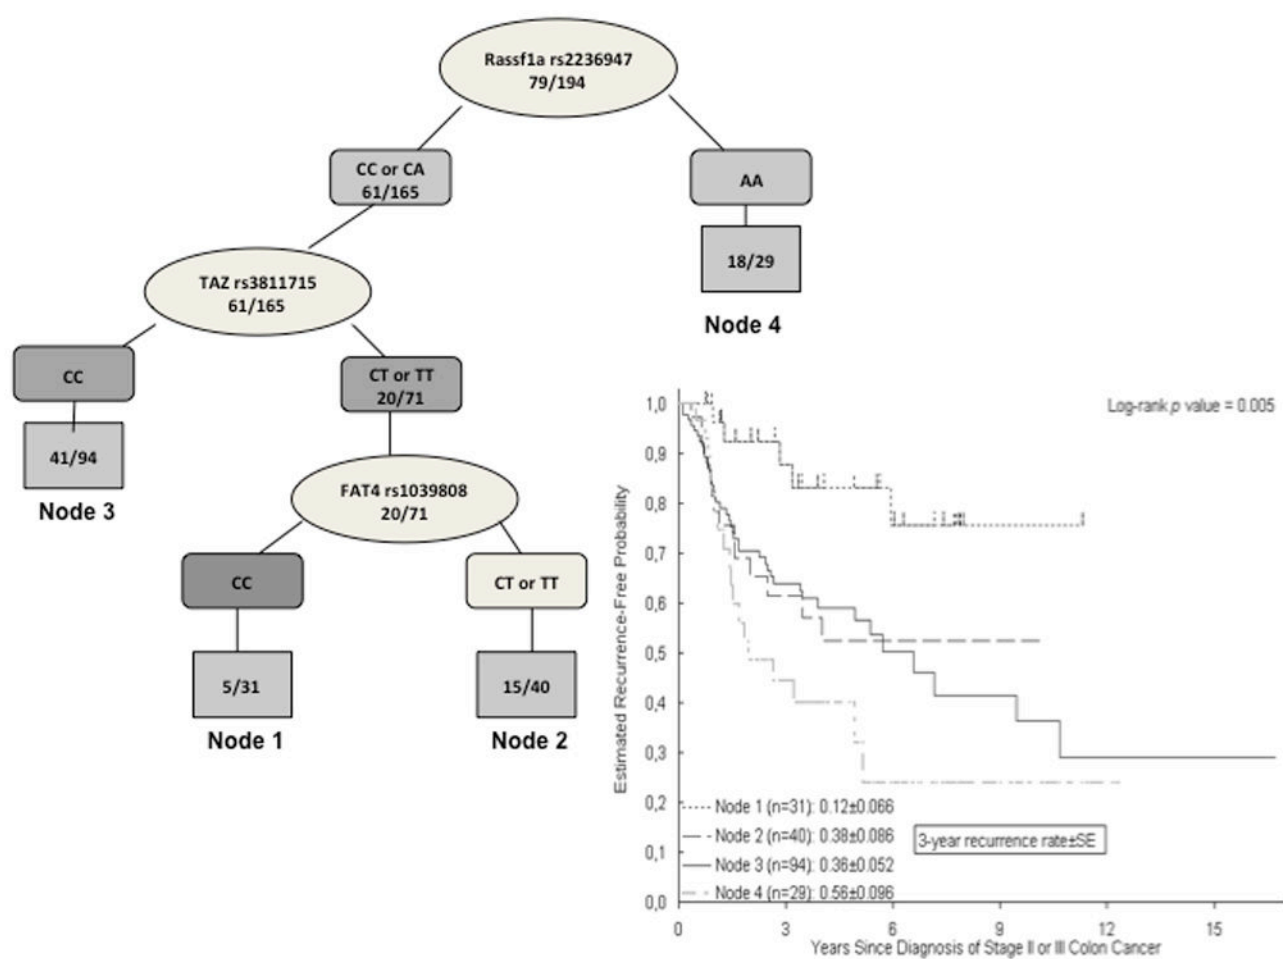 Rassf1a rs2236947
79/194
CC or CA
61/165
AA
18/29
Node 4
TAZ rs3811715
61/165
CC
41/94
Node 3
CT or TT
20/71
FAT4 rs1039808
20/71
CC
5/31
Node 1
CT or TT
15/40
Node 2
Log-rank p value = 0.005
Estimated Recurrence-Free Probability
1,0
0,9
0,8
0,7
0,6
0,5
0,4
0,3
0,2
0,1
0,0
Node 1 (n=31): 0.12±0.066
Node 2 (n=40): 0.38±0.086
Node 3 (n=94): 0.36±0.052
Node 4 (n=29): 0.56±0.096
3-year recurrence rate±SE
0
3
6
9
12
15
Years Since Diagnosis of Stage II or III Colon Cancer